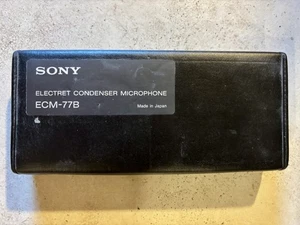 SONY
ELECTRET CONDENSER MICROPHONE
ECM-77B Made in Japan